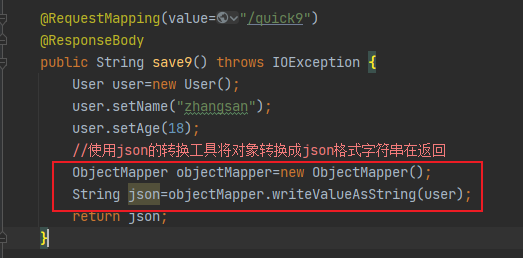 @RequestMapping(value="/quick9")
@ResponseBody
public String save9() throws IOException {
User user=new User();
user.setName("zhangsan");
user.setAge(18);
//使用json的转换工具将对象转换成json格式字符串在返回
ObjectMapper objectMapper=new ObjectMapper();
String json=objectMapper.writeValueAsString(user);
return json;
}